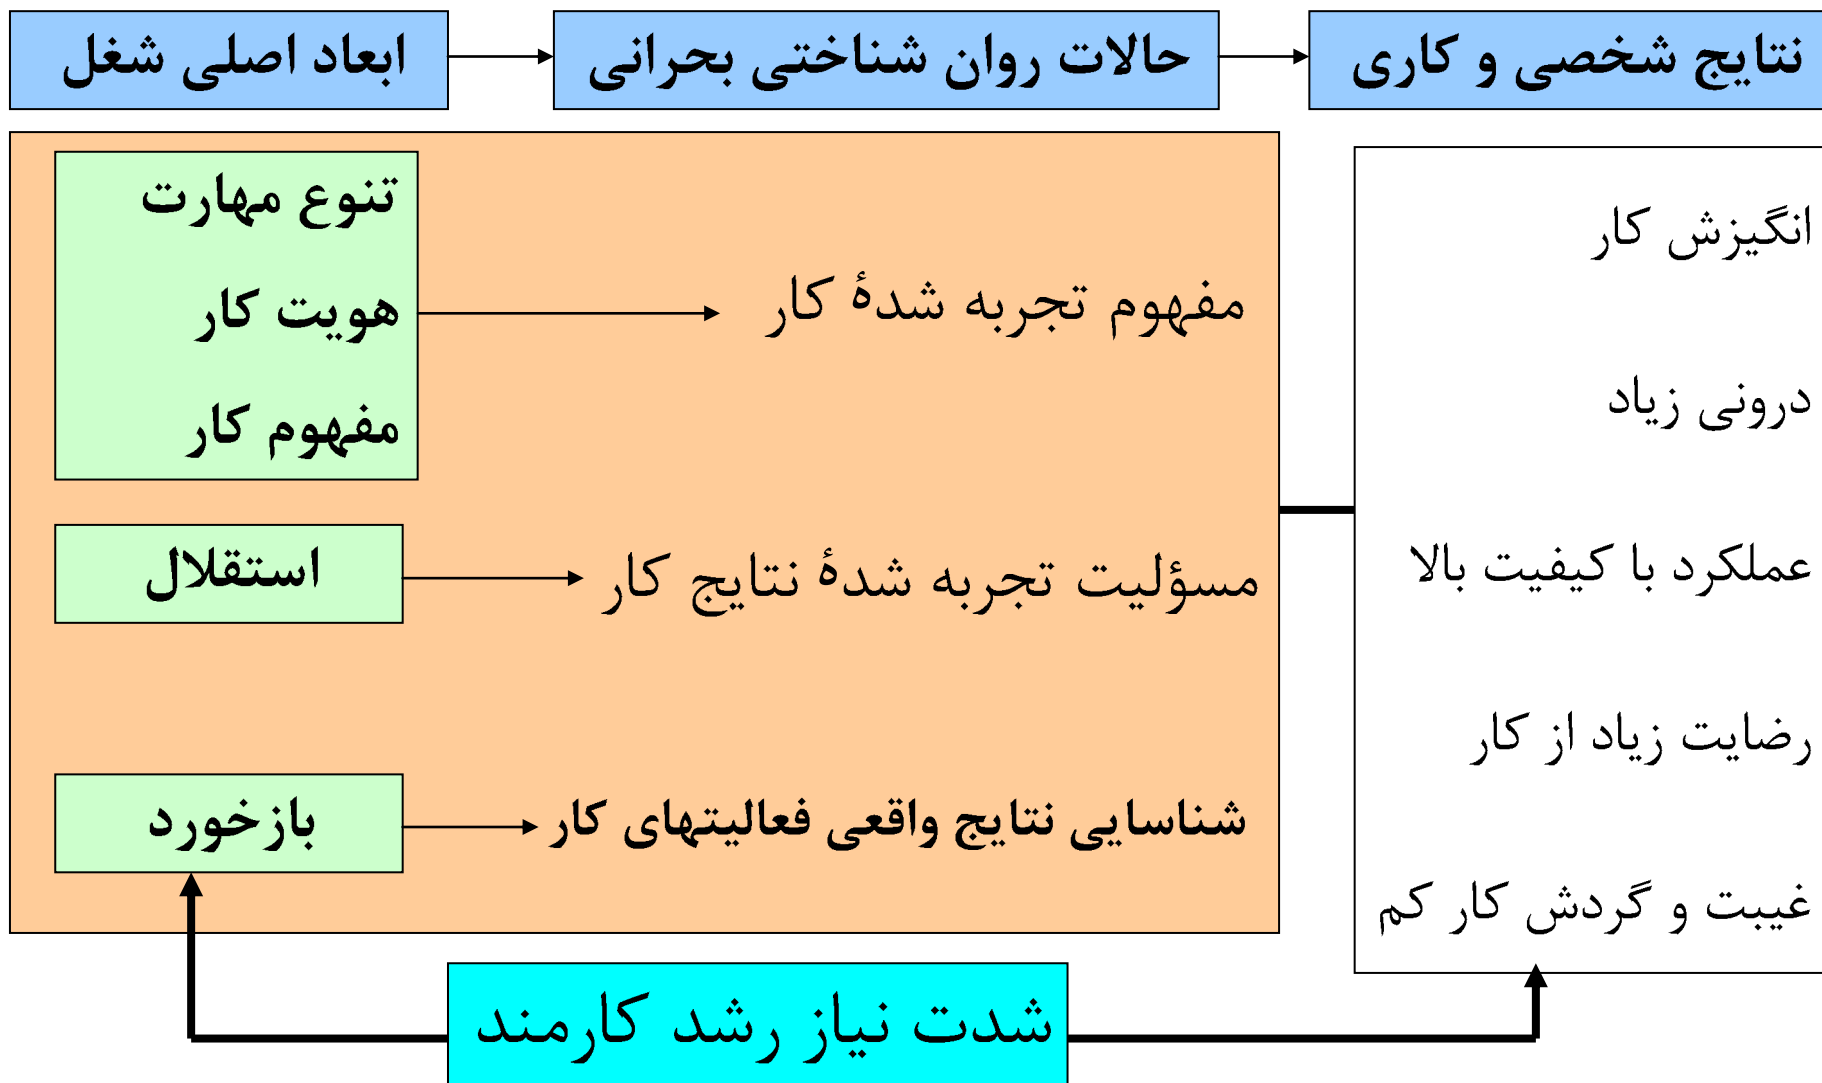 ابعاد اصلی شغل
حالات روان شناختی بحرانی
نتایج شخصی و کاری
تنوع مهارت
هویت کار
مفهوم کار
مفهوم تجربه شدهٔ کار
استقلال
مسؤلیت تجربه شدهٔ نتایج کار
بازخورد
شناسایی نتایج واقعی فعالیتهای کار
انگیزش کار
درونی زیاد
عملکرد با کیفیت بالا
رضایت زیاد از کار
غیبت و گردش کار کم
شدت نیاز رشد کارمند